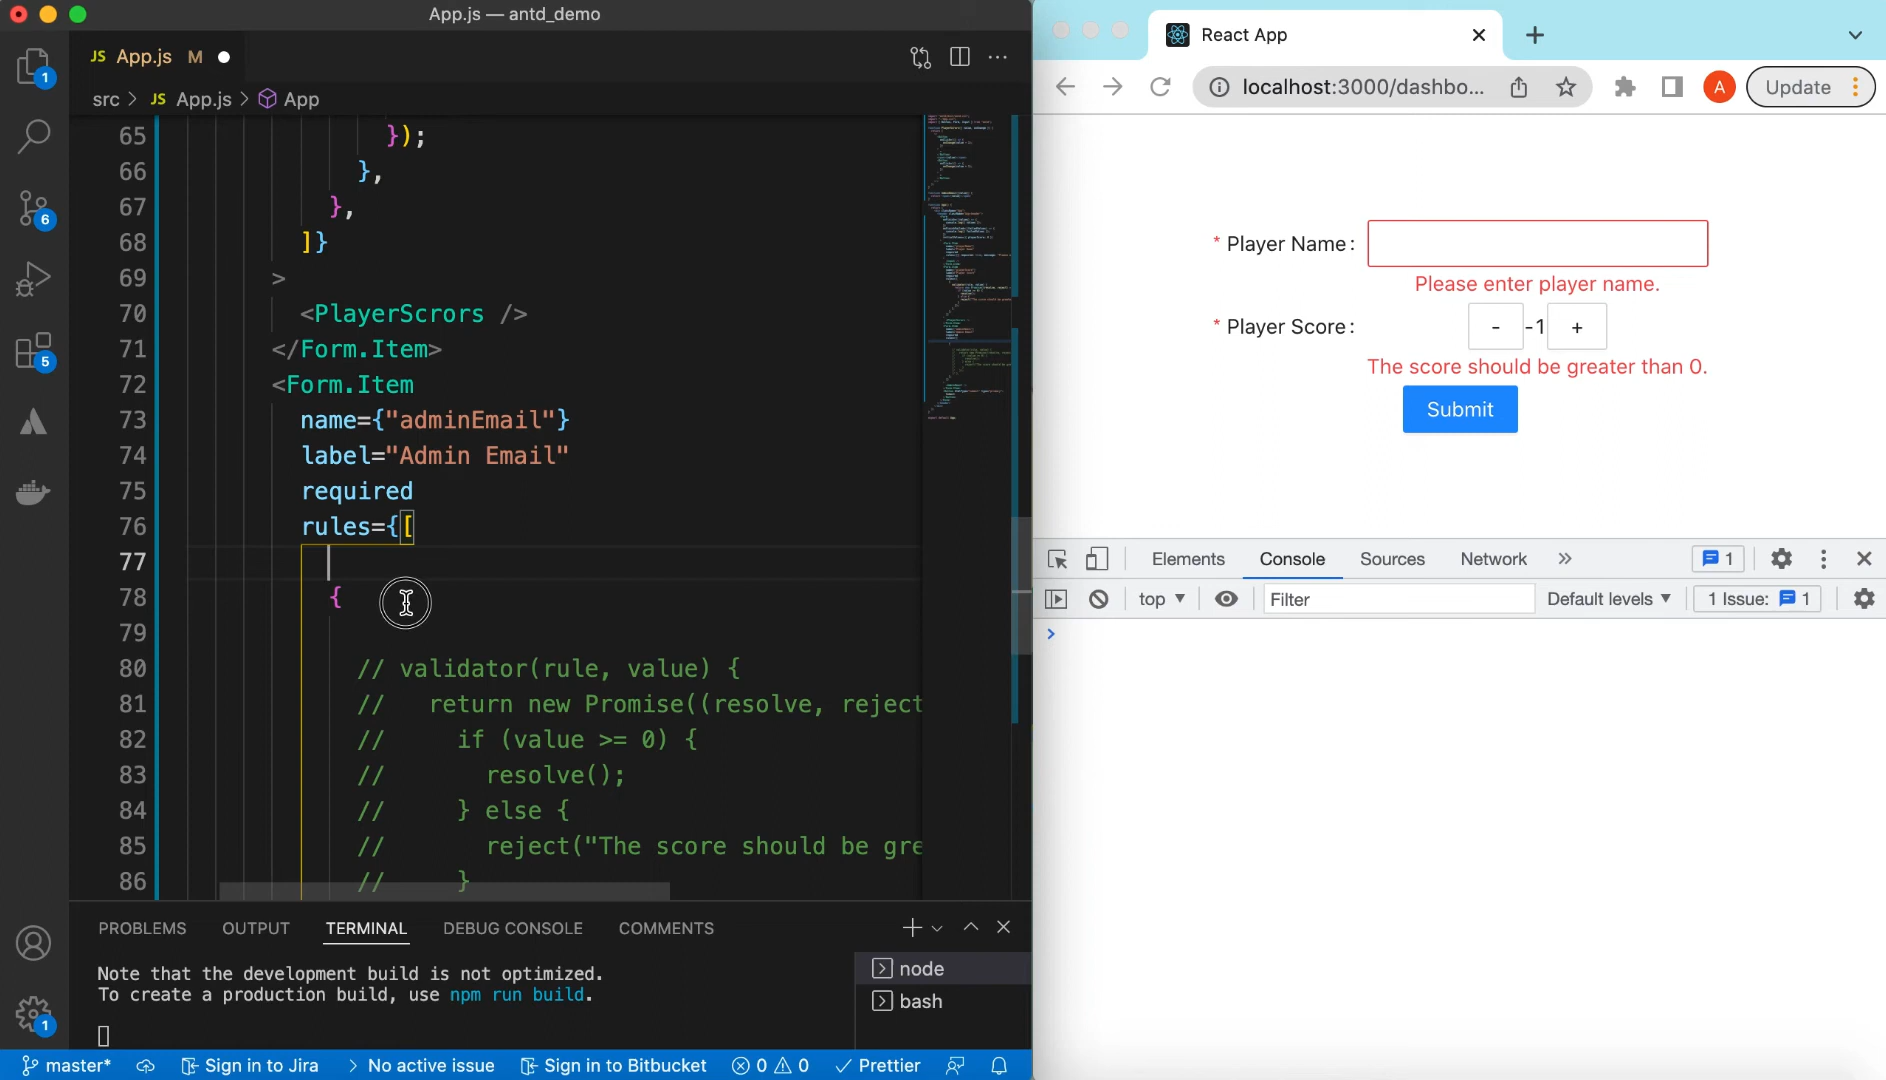 App.js — antd_demo
JS App.js M
src > JS App.js > App
65 });
66 },
67 },
68 ]}
69 >
70 <PlayerScrors />
71 </Form.Item>
72 <Form.Item
73 name={"adminEmail"}
74 label="Admin Email"
75 required
76 rules={[
77
78 {
79
80 // validator(rule, value) {
81 // return new Promise((resolve, reject
82 // if (value >= 0) {
83 // resolve();
84 // } else {
85 // reject("The score should be gre
86 // }
1
6
5
1
PROBLEMS OUTPUT TERMINAL DEBUG CONSOLE COMMENTS
Note that the development build is not optimized.
To create a production build, use npm run build.
node
bash
master* Sign in to Jira > No active issue Sign in to Bitbucket 0 0 Prettier
React App
localhost:3000/dashbo... A Update
* Player Name:
Please enter player name.
* Player Score: - -1 +
The score should be greater than 0.
Submit
Elements Console Sources Network 1
top Filter Default levels 1 Issue: 1
>